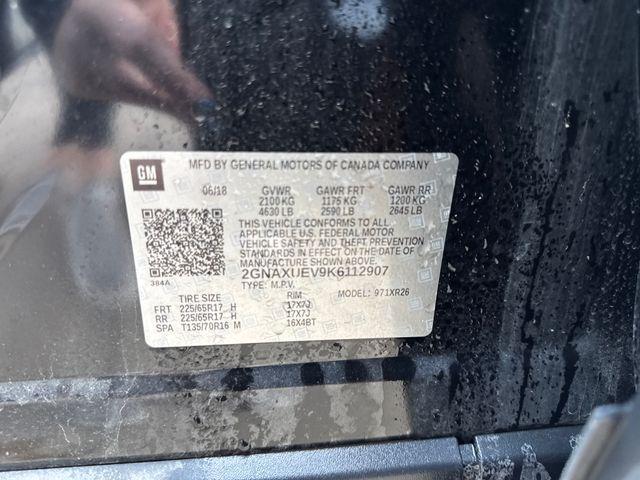 GM
MFD BY GENERAL MOTORS OF CANADA COMPANY
06/18 GVWR GAWR FRT GAWR RR
2100 KG 1175 KG 1200 KG
4630 LB 2590 LB 2645 LB
THIS VEHICLE CONFORMS TO ALL
APPLICABLE U.S. FEDERAL MOTOR
VEHICLE SAFETY AND THEFT PREVENTION
STANDARDS IN EFFECT ON THE DATE OF
MANUFACTURE SHOWN ABOVE.
2GNAXUEV9K6112907
384A TYPE: M.P.V. MODEL: 971XR26
TIRE SIZE RIM
FRT 225/65R17 H 17X7J
RR 225/65R17 H 17X7J
SPA T135/70R16 M 16X4BT